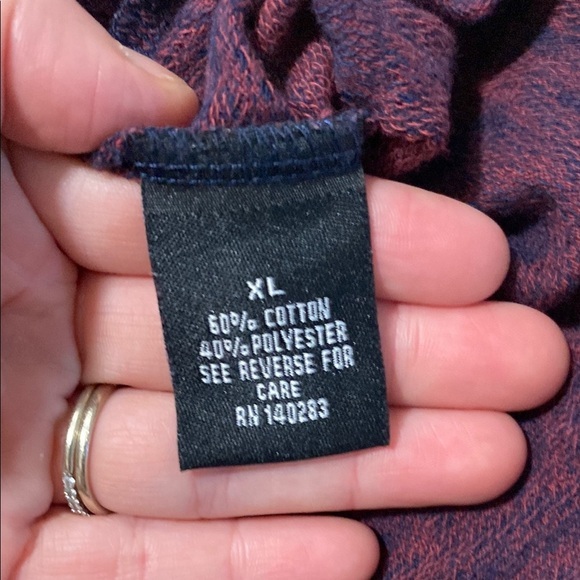 XL
60% COTTON
40% POLYESTER
SEE REVERSE FOR
CARE
RN 140283